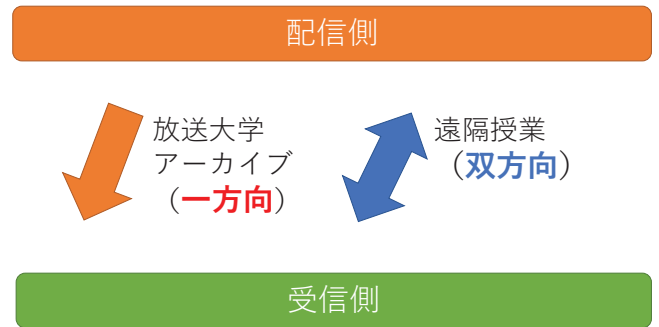 配信側
放送大学
アーカイブ
（一方向）
遠隔授業
（双方向）
受信側